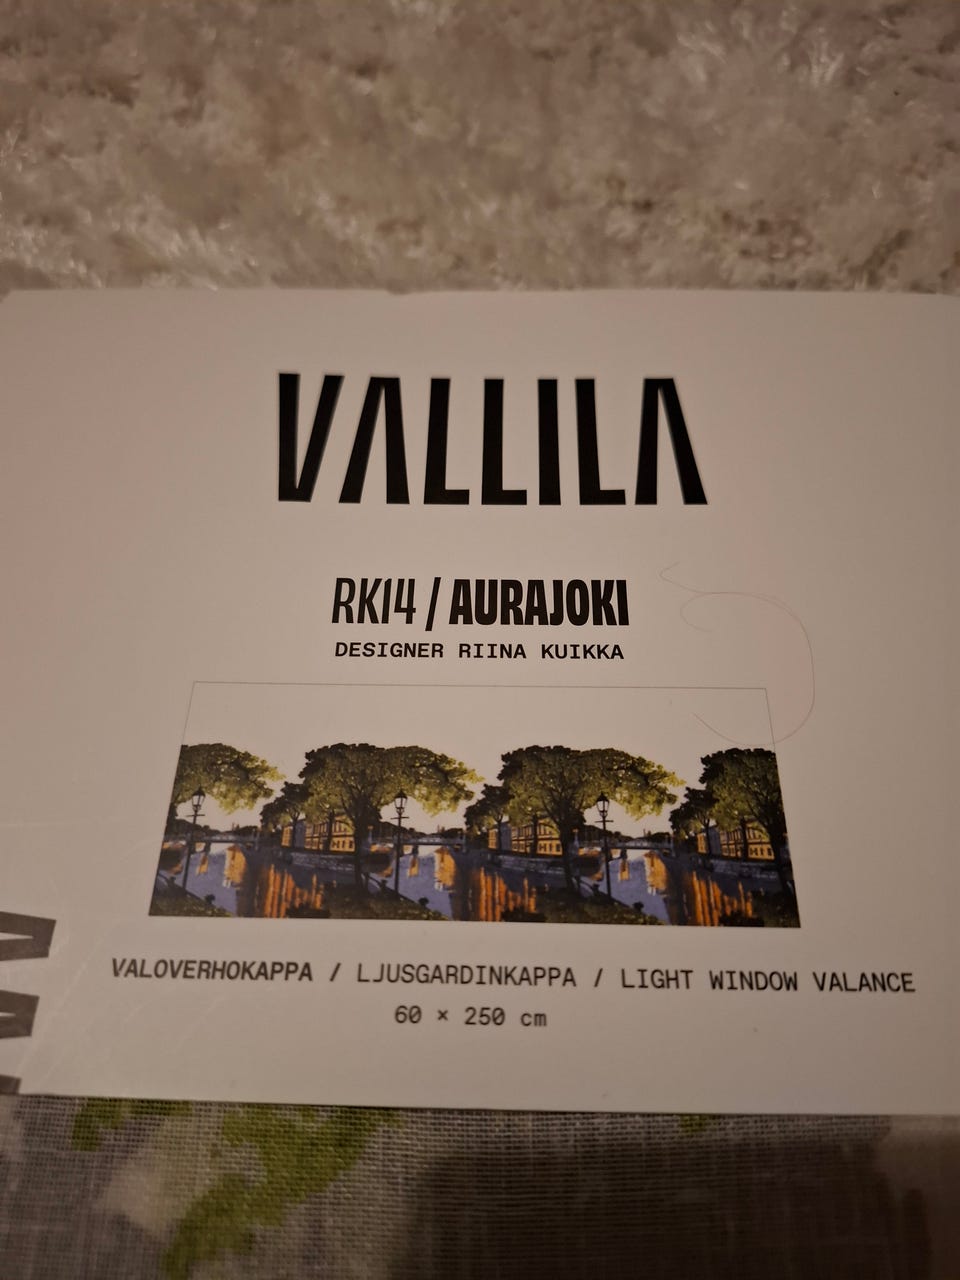 VALLILA
RK14 / AURAJOKI
DESIGNER RIINA KUIKKA
VALOVERHOKAPPA / LJUSGARDINKAPPA / LIGHT WINDOW VALANCE
60 × 250 cm